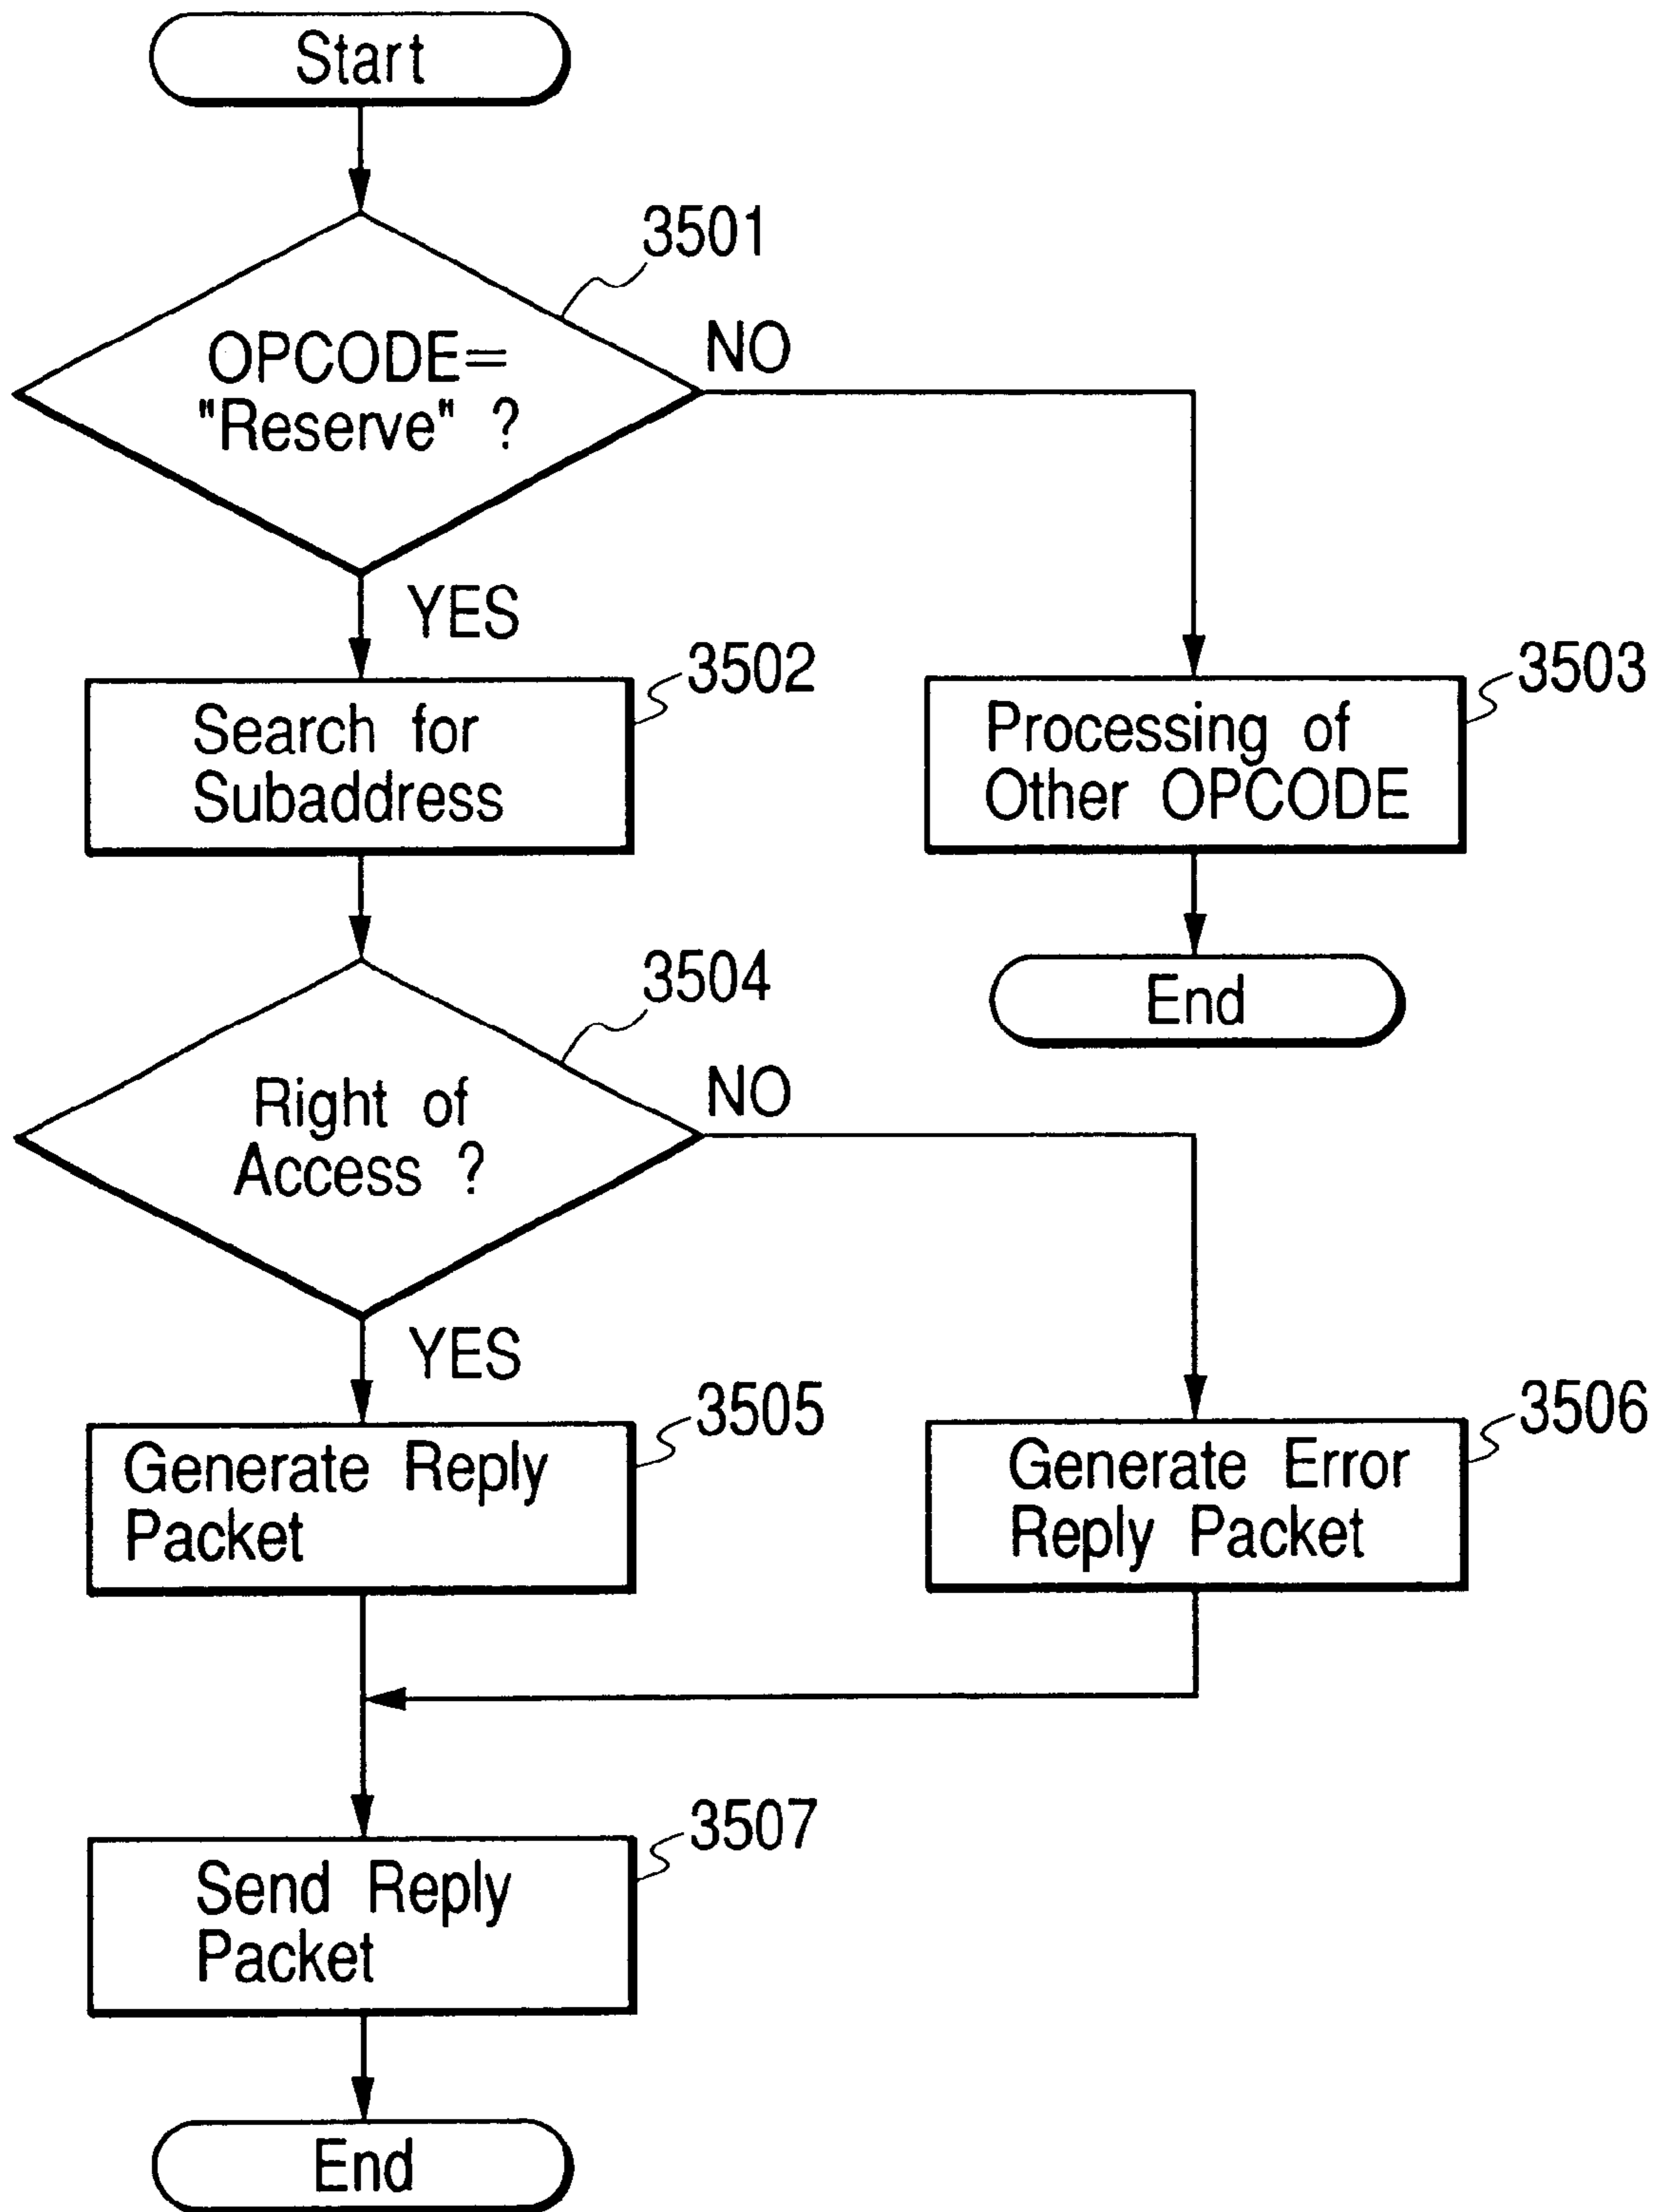 Start
3501
OPCODE=
"Reserve" ?
NO
YES
3502
Search for
Subaddress
3503
Processing of
Other OPCODE
End
3504
Right of
Access ?
NO
YES
3505
Generate Reply
Packet
3506
Generate Error
Reply Packet
3507
Send Reply
Packet
End